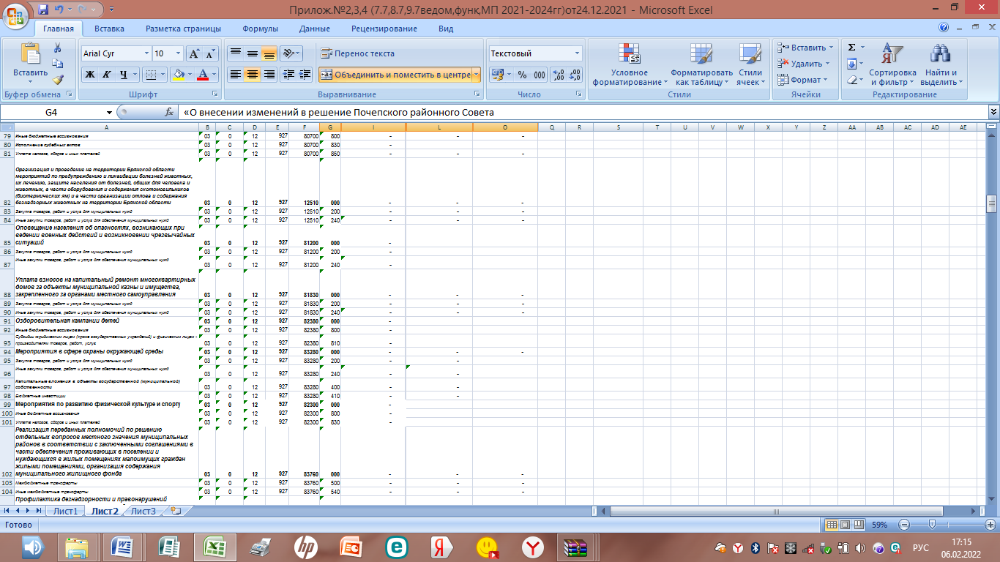 Прилож.№2,3,4 (7.7,8.7,9.7ведом,функ,МП 2021-2024гг)от24.12.2021 - Microsoft Excel
Главная Вставка Разметка страницы Формулы Данные Рецензирование Вид
Arial Cyr 10 Перенос текста Текстовый Вставить Σ
Вставить Ж К Ч Объединить и поместить в центре % 000 Условное форматирование Форматировать как таблицу Стили ячеек Удалить Формат Сортировка и фильтр Найти и выделить
Буфер обмена Шрифт Выравнивание Число Стили Ячейки Редактирование
G4 fx «О внесении изменений в решение Почепского районного Совета
A B C D E F G I L O Q R S T U V W X Y Z AA AB AC AD AE
79 Иные бюджетные ассигнования 03 0 12 927 80700 800 - - -
80 Исполнение судебных актов 03 0 12 927 80700 830 -
81 Уплата налогов, сборов и иных платежей 03 0 12 927 80700 850 - - -
Организация и проведение на территории Брянской области
мероприятий по предупреждению и ликвидации болезней животных,
их лечению, защите населения от болезней, общих для человека и
животных, в части оборудования и содержания скотомогильников
(биотермических ям) и в части организации отлова и содержания
82 безнадзорных животных на территории Брянской области 03 0 12 927 12510 000 - - -
83 Закупка товаров, работ и услуг для муниципальных нужд 03 0 12 927 12510 200 - - -
84 Иные закупки товаров, работ и услуг для обеспечения муниципальных нужд 03 0 12 927 12510 240 - - -
Оповещение населения об опасностях, возникающих при
ведении военных действий и возникновении чрезвычайных
85 ситуаций 03 0 12 927 81200 000 -
86 Закупка товаров, работ и услуг для муниципальных нужд 03 0 12 927 81200 200 -
87 Иные закупки товаров, работ и услуг для обеспечения муниципальных нужд 03 0 12 927 81200 240 -
Уплата взносов на капитальный ремонт многоквартирных
домов за объекты муниципальной казны и имущества,
88 закрепленного за органами местного самоуправления 03 0 12 927 81830 000 - - -
89 Закупка товаров, работ и услуг для муниципальных нужд 03 0 12 927 81830 200 - - -
90 Иные закупки товаров, работ и услуг для обеспечения муниципальных нужд 03 0 12 927 81830 240 - - -
91 Оздоровительная кампании детей 03 0 12 927 82380 000 -
92 Иные бюджетные ассигнования 03 0 12 927 82380 800 -
Субсидии юридическим лицам (кроме государственных учреждений) и физическим лицам -
93 производителям товаров, работ, услуг 03 0 12 927 82380 810 -
94 Мероприятия в сфере охраны окружающей среды 03 0 12 927 83280 000 - - -
95 Закупка товаров, работ и услуг для муниципальных нужд 03 0 12 927 83280 200 - -
96 Иные закупки товаров, работ и услуг для обеспечения муниципальных нужд 03 0 12 927 83280 240 - -
Капитальные вложения в объекты государственной (муниципальной)
97 собственности 03 0 12 927 83280 400 - -
98 Бюджетные инвестиции 03 0 12 927 83280 410 - -
99 Мероприятия по развитию физической культуре и спорту 03 0 12 927 82300 000 -
100 Иные бюджетные ассигнования 03 0 12 927 82300 800 -
101 Уплата налогов, сборов и иных платежей 03 0 12 927 82300 830 -
Реализация переданных полномочий по решению
отдельных вопросов местного значения муниципальных
районов в соответствии с заключенными соглашениями в
части обеспечения проживающих в поселении и
нуждающихся в жилых помещениях малоимущих граждан
жилыми помещениями, организация содержания
102 муниципального жилищного фонда 03 0 12 927 83760 000 - - -
103 Межбюджетные трансферты 03 0 12 927 83760 500 - - -
104 Иные межбюджетные трансферты 03 0 12 927 83760 540 - - -
Профилактика безнадзорности и правонарушений
Лист1 Лист2 Лист3
Готово 59%
РУС 17:15
06.02.2022